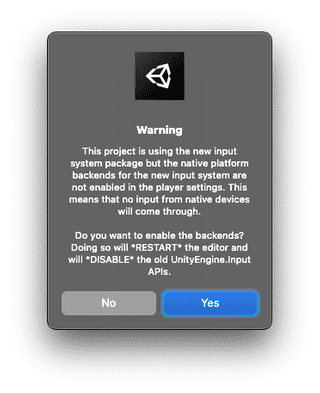 Warning
This project is using the new input
system package but the native platform
backends for the new input system are
not enabled in the player settings. This
means that no input from native devices
will come through.
Do you want to enable the backends?
Doing so will *RESTART* the editor and
will *DISABLE* the old UnityEngine.Input
APIs.
No
Yes